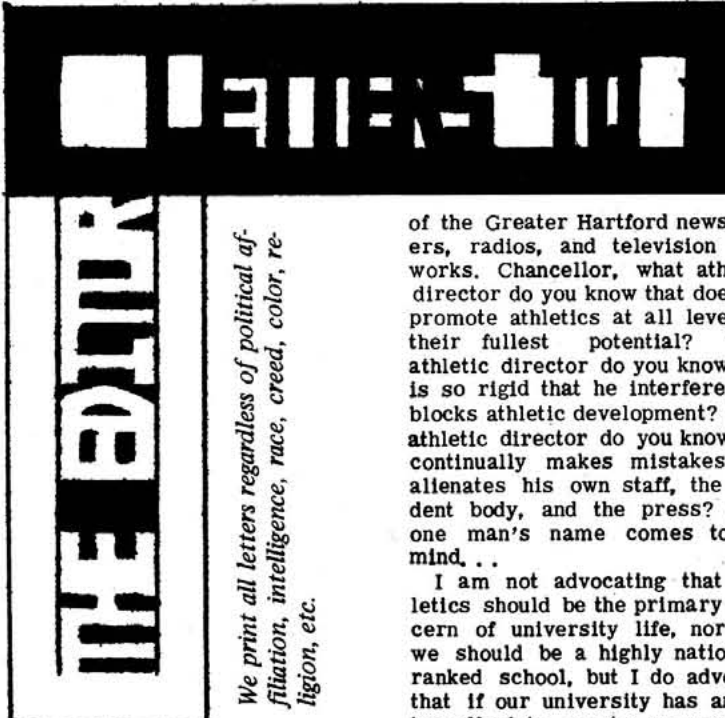 LETTERS TO
THE EDITOR
We print all letters regardless of political af-
filiation, intelligence, race, creed, color, re-
ligion, etc.
of the Greater Hartford news
ers, radios, and television
works. Chancellor, what ath
director do you know that doe
promote athletics at all leve
their fullest potential?
athletic director do you know
is so rigid that he interfere
blocks athletic development?
athletic director do you know
continually makes mistakes
alienates his own staff, the
dent body, and the press?
one man's name comes to
mind. . .
I am not advocating that
letics should be the primary
cern of university life, nor
we should be a highly natio
ranked school, but I do advo
that if our university has an